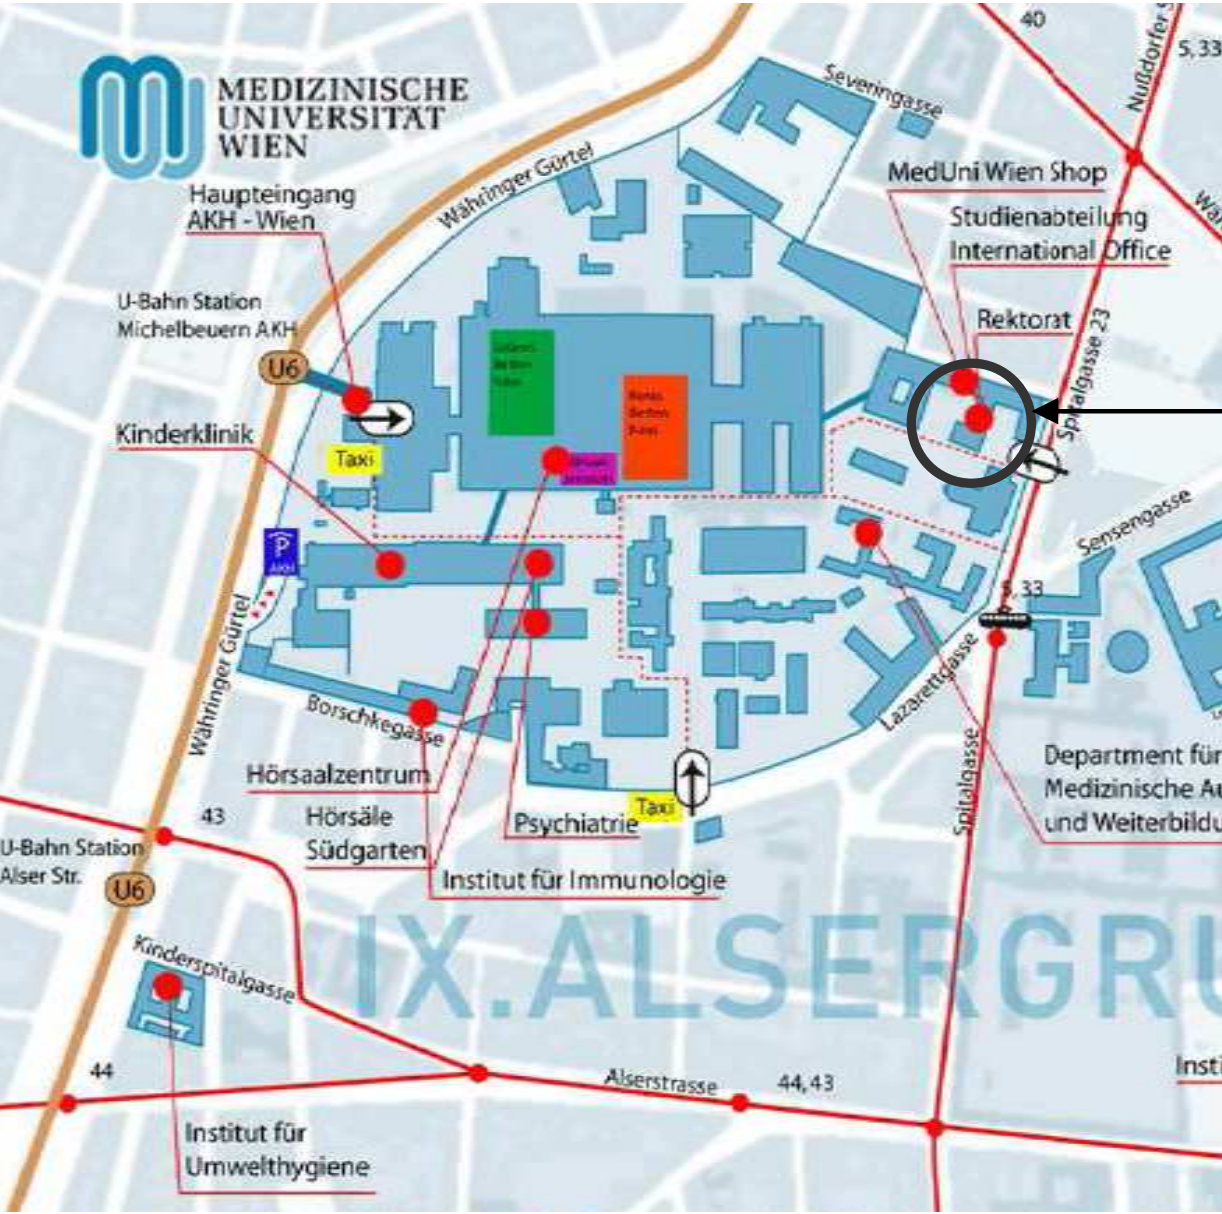 40
Nußdorfer
5, 33
Severingasse
MEDIZINISCHE
UNIVERSITÄT
WIEN
Währinger Gürtel
MedUni Wien Shop
Haupteingang
AKH - Wien
Studienabteilung
International Office
U-Bahn Station
Michelbeuern AKH
Rektorat
Spitalgasse 23
U6
Kinderklinik
Taxi
Sensengasse
P
AKH
5, 33
Währinger Gürtel
Borschkegasse
Lazarettgasse
Spitalgasse
Hörsaalzentrum
Department für
Medizinische
und
Hörsäle
Südgarten
Psychiatrie
Taxi
43
U-Bahn Station
Alser Str.
U6
Institut für Immunologie
IX.ALSERGRU
Kinderspitalgasse
44
Alserstrasse
44, 43
Insti
Institut für
Umwelthygiene